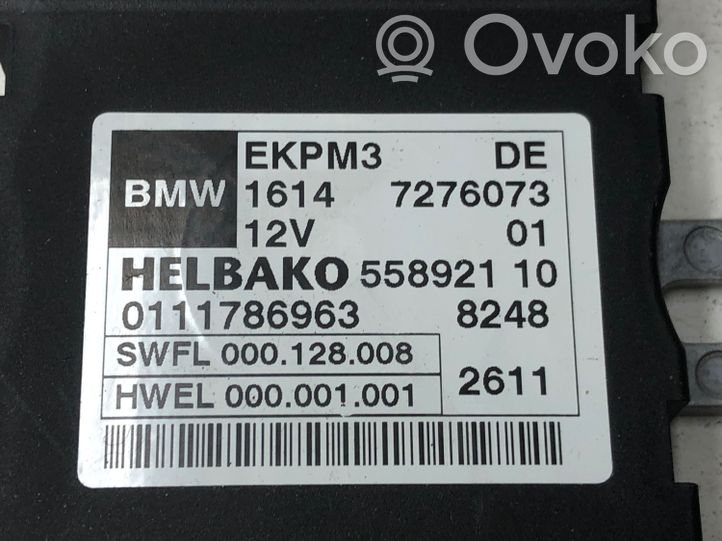 Ovoko
EKPM3 DE
BMW 1614 7276073
12V 01
HELBAKO 558921 10
0111786963 8248
SWFL 000.128.008
HWEL 000.001.001 2611